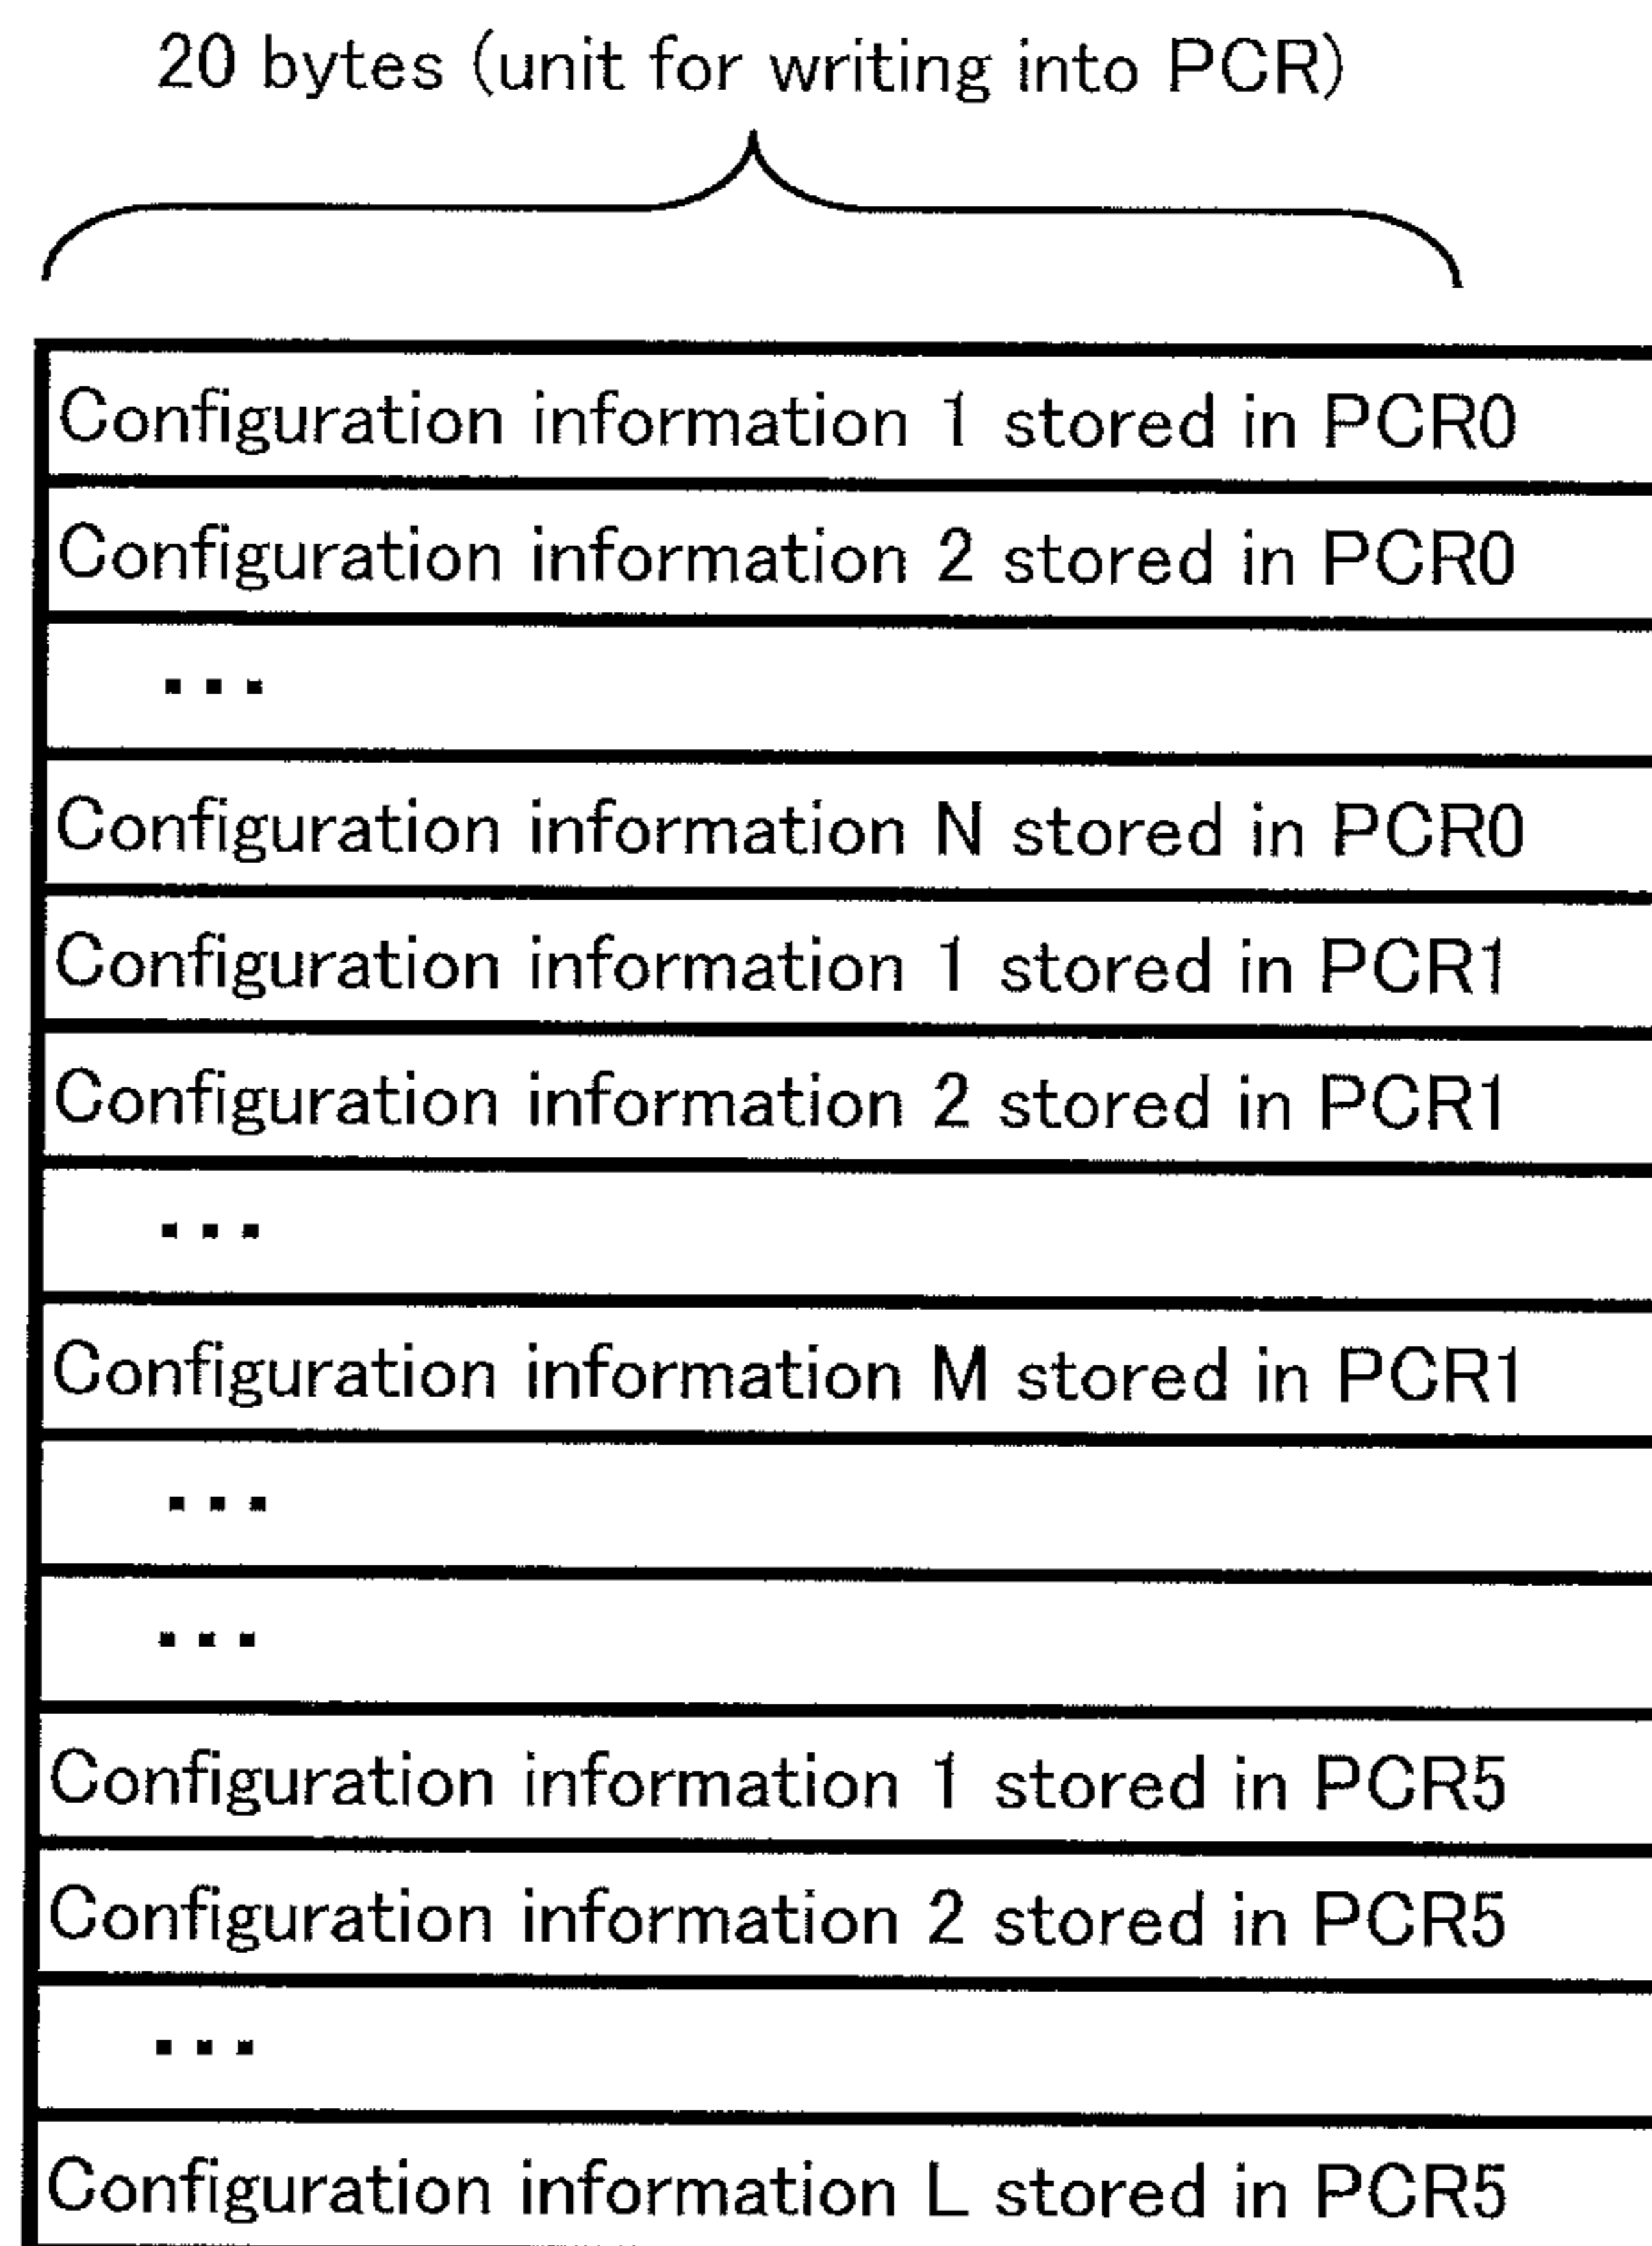 20 bytes (unit for writing into PCR)
Configuration information 1 stored in PCR0
Configuration information 2 stored in PCR0
...
Configuration information N stored in PCR0
Configuration information 1 stored in PCR1
Configuration information 2 stored in PCR1
...
Configuration information M stored in PCR1
...
...
Configuration information 1 stored in PCR5
Configuration information 2 stored in PCR5
...
Configuration information L stored in PCR5